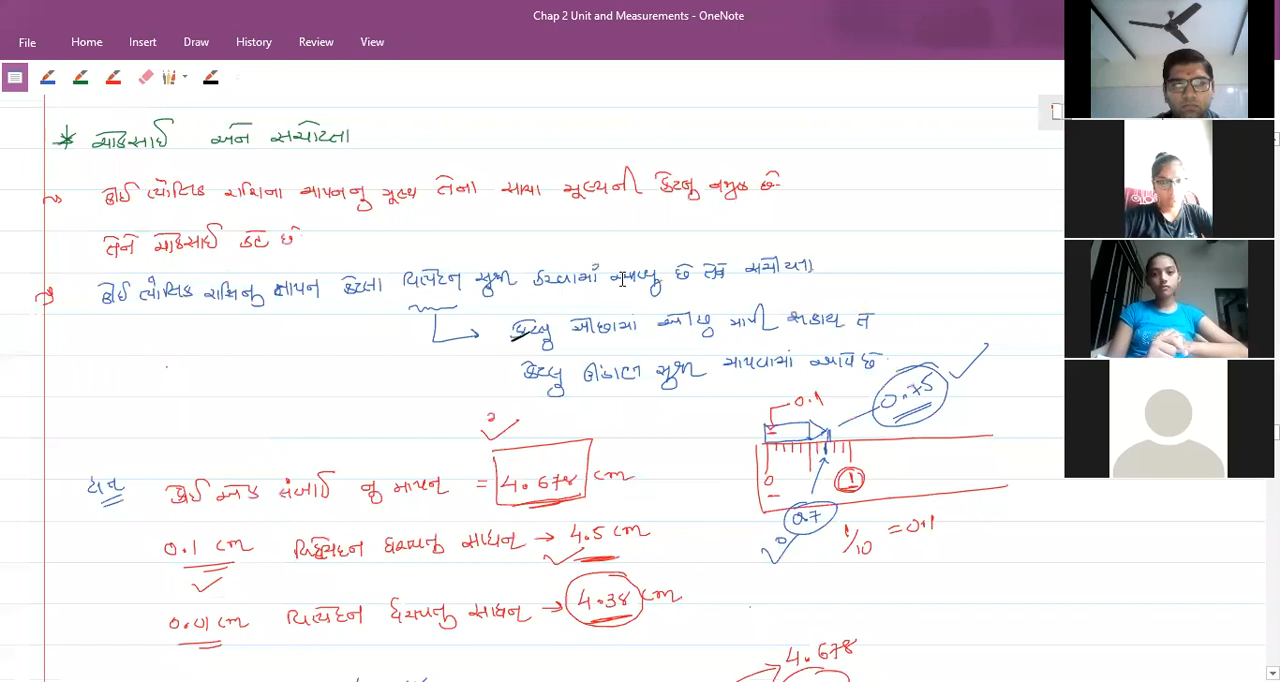 Chap 2 Unit and Measurements - OneNote
File Home Insert Draw History Review View
* ચોકસાઈ અને સચોટતા
કોઈ ભૌતિક રાશિના માપનનું મૂલ્ય તેના સાચા મૂલ્યની કેટલું નજીક છે
તેને ચોકસાઈ કહે છે
કોઈ ભૌતિક રાશિનું માપન કેટલા વિભેદન સુધી કરવામાં આવ્યું છે તેને સચોટતા
કેટલું ઓછામાં ઓછું માપી શકાય ત
કેટલું ઊંડાણ સુધી માપવામાં આવે છે
0.1
0.75
0
1
0.7
1/10 = 0.1
કોઈ એક લંબાઈ નું માપન = 4.678 cm
0.1 cm વિભેદન ધરાવતું સાધન → 4.5 cm
0.01 cm વિભેદન ધરાવતું સાધન → 4.38 cm
4.678